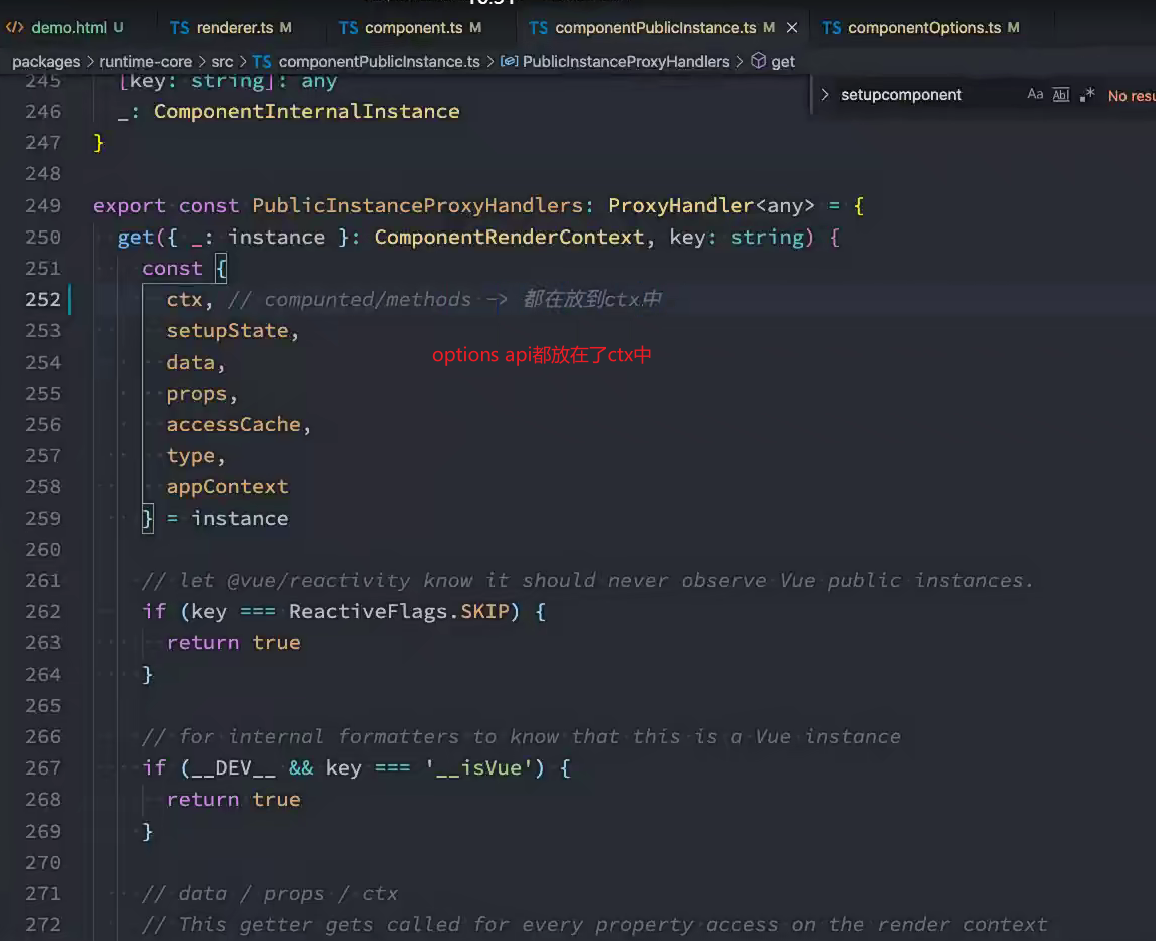 demo.html U TS renderer.ts M TS component.ts M TS componentPublicInstance.ts M TS componentOptions.ts M
packages > runtime-core > src > TS componentPublicInstance.ts > PublicInstanceProxyHandlers > get
> setupcomponent Aa Ab .* No resu
245 [key: string]: any
246 _: ComponentInternalInstance
247 }
248
249 export const PublicInstanceProxyHandlers: ProxyHandler<any> = {
250 get({ _: instance }: ComponentRenderContext, key: string) {
251 const {
252 ctx, // compunted/methods -> 都在放到ctx中
253 setupState,
options api都放在了ctx中
254 data,
255 props,
256 accessCache,
257 type,
258 appContext
259 } = instance
260
261 // let @vue/reactivity know it should never observe Vue public instances.
262 if (key === ReactiveFlags.SKIP) {
263 return true
264 }
265
266 // for internal formatters to know that this is a Vue instance
267 if (__DEV__ && key === '__isVue') {
268 return true
269 }
270
271 // data / props / ctx
272 // This getter gets called for every property access on the render context